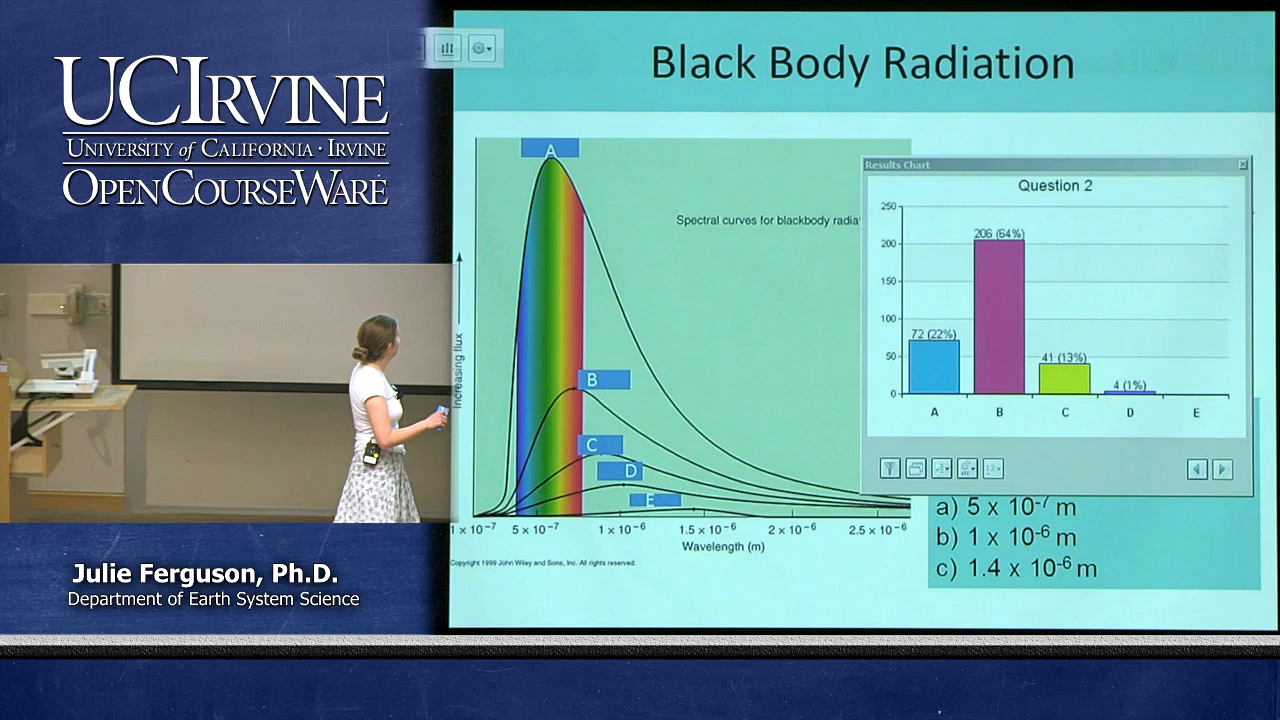 UCIRVINE
UNIVERSITY of CALIFORNIA · IRVINE
OPENCOURSEWARE
Julie Ferguson, Ph.D.
Department of Earth System Science
Black Body Radiation
A
B
C
D
E
Spectral curves for blackbody radia
Increasing flux
1 × 10⁻⁷ 5 × 10⁻⁷ 1 × 10⁻⁶ 1.5 × 10⁻⁶ 2 × 10⁻⁶ 2.5 × 10⁻⁶
Wavelength (m)
Copyright 1999 John Wiley and Sons, Inc. All rights reserved.
Results Chart
Question 2
250
200
150
100
50
0
72 (22%)
206 (64%)
41 (13%)
4 (1%)
A B C D E
a) 5 x 10⁻⁷ m
b) 1 x 10⁻⁶ m
c) 1.4 x 10⁻⁶ m